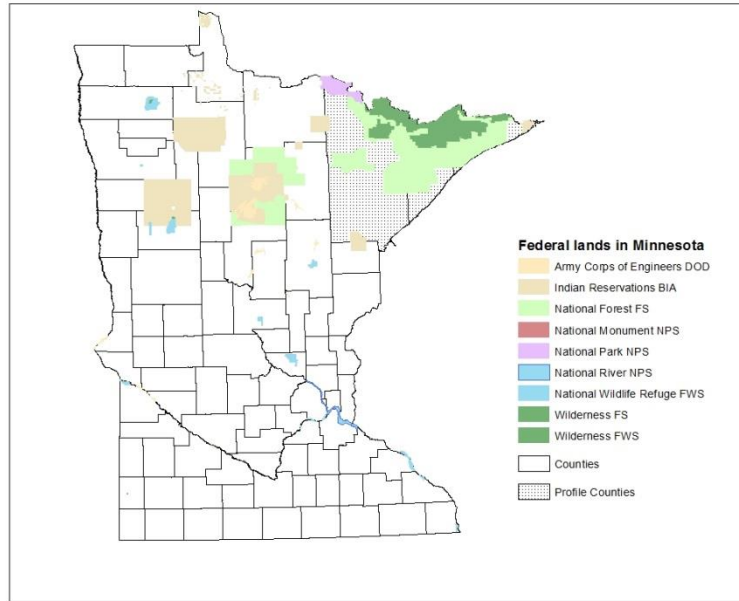 Federal lands in Minnesota
Army Corps of Engineers DOD
Indian Reservations BIA
National Forest FS
National Monument NPS
National Park NPS
National River NPS
National Wildlife Refuge FWS
Wilderness FS
Wilderness FWS
Counties
Profile Counties